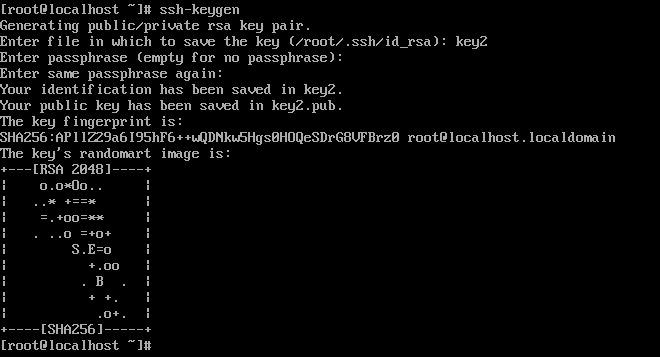 [root@localhost ~]# ssh-keygen
Generating public/private rsa key pair.
Enter file in which to save the key (/root/.ssh/id_rsa): key2
Enter passphrase (empty for no passphrase):
Enter same passphrase again:
Your identification has been saved in key2.
Your public key has been saved in key2.pub.
The key fingerprint is:
SHA256:APllZ29a6I95hF6++wQDNkw5Hgs0HOQeSDrG8VFBrz0 root@localhost.localdomain
The key's randomart image is:
+---[RSA 2048]----+
|    o.o*Oo..     |
|   ..* +==*      |
|    =.+oo=**     |
|   . ..o =+o+    |
|        S.E=o    |
|          +.oo   |
|         . B  .  |
|          + +.   |
|           .o+.  |
+----[SHA256]-----+
[root@localhost ~]#